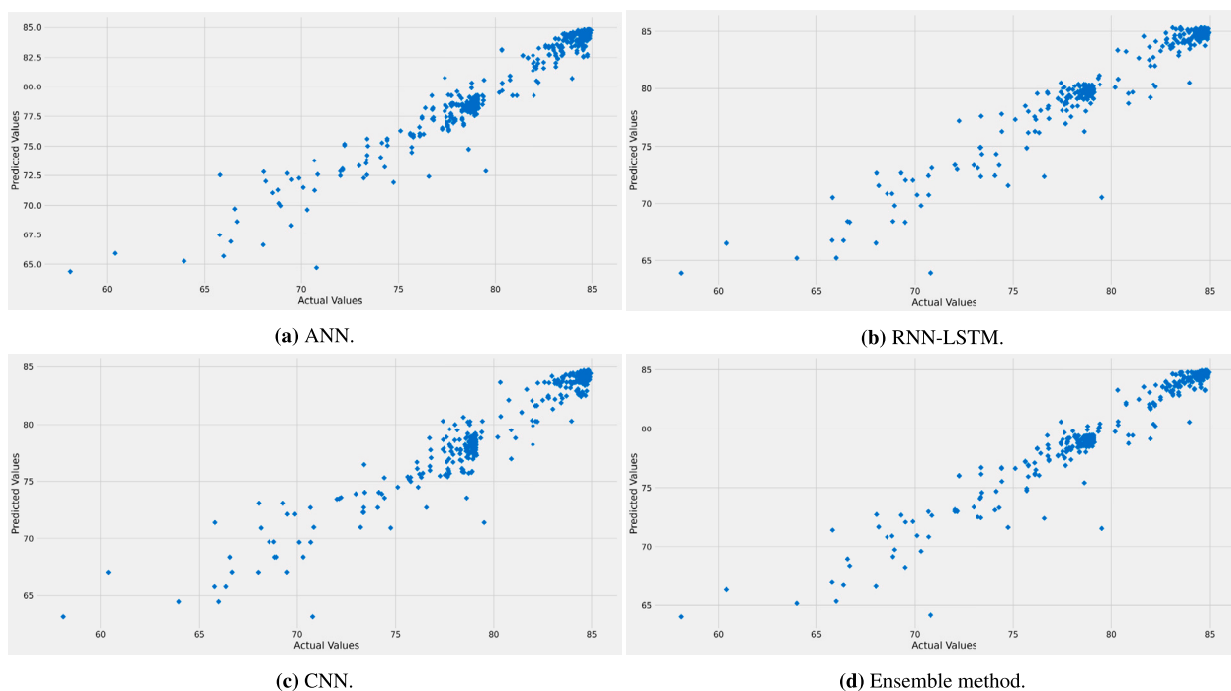 Predicted Values
85.0
82.5
77.5
75.0
72.5
70.0
65.0
60 65 70 75 80 85
Actual Values
(a) ANN.
Predicted Values
85
80
75
70
65
60 65 70 75 80 85
Actual Values
(b) RNN-LSTM.
Predicted Values
85
80
75
70
65
60 65 70 75 80 85
Actual Values
(c) CNN.
Predicted Values
85
75
70
65
60 65 70 75 80 85
Actual Values
(d) Ensemble method.